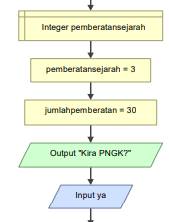 Integer pemberatansejarah
pemberatansejarah = 3
jumlahpemberatan = 30
Output "Kira PNGK?"
Input ya